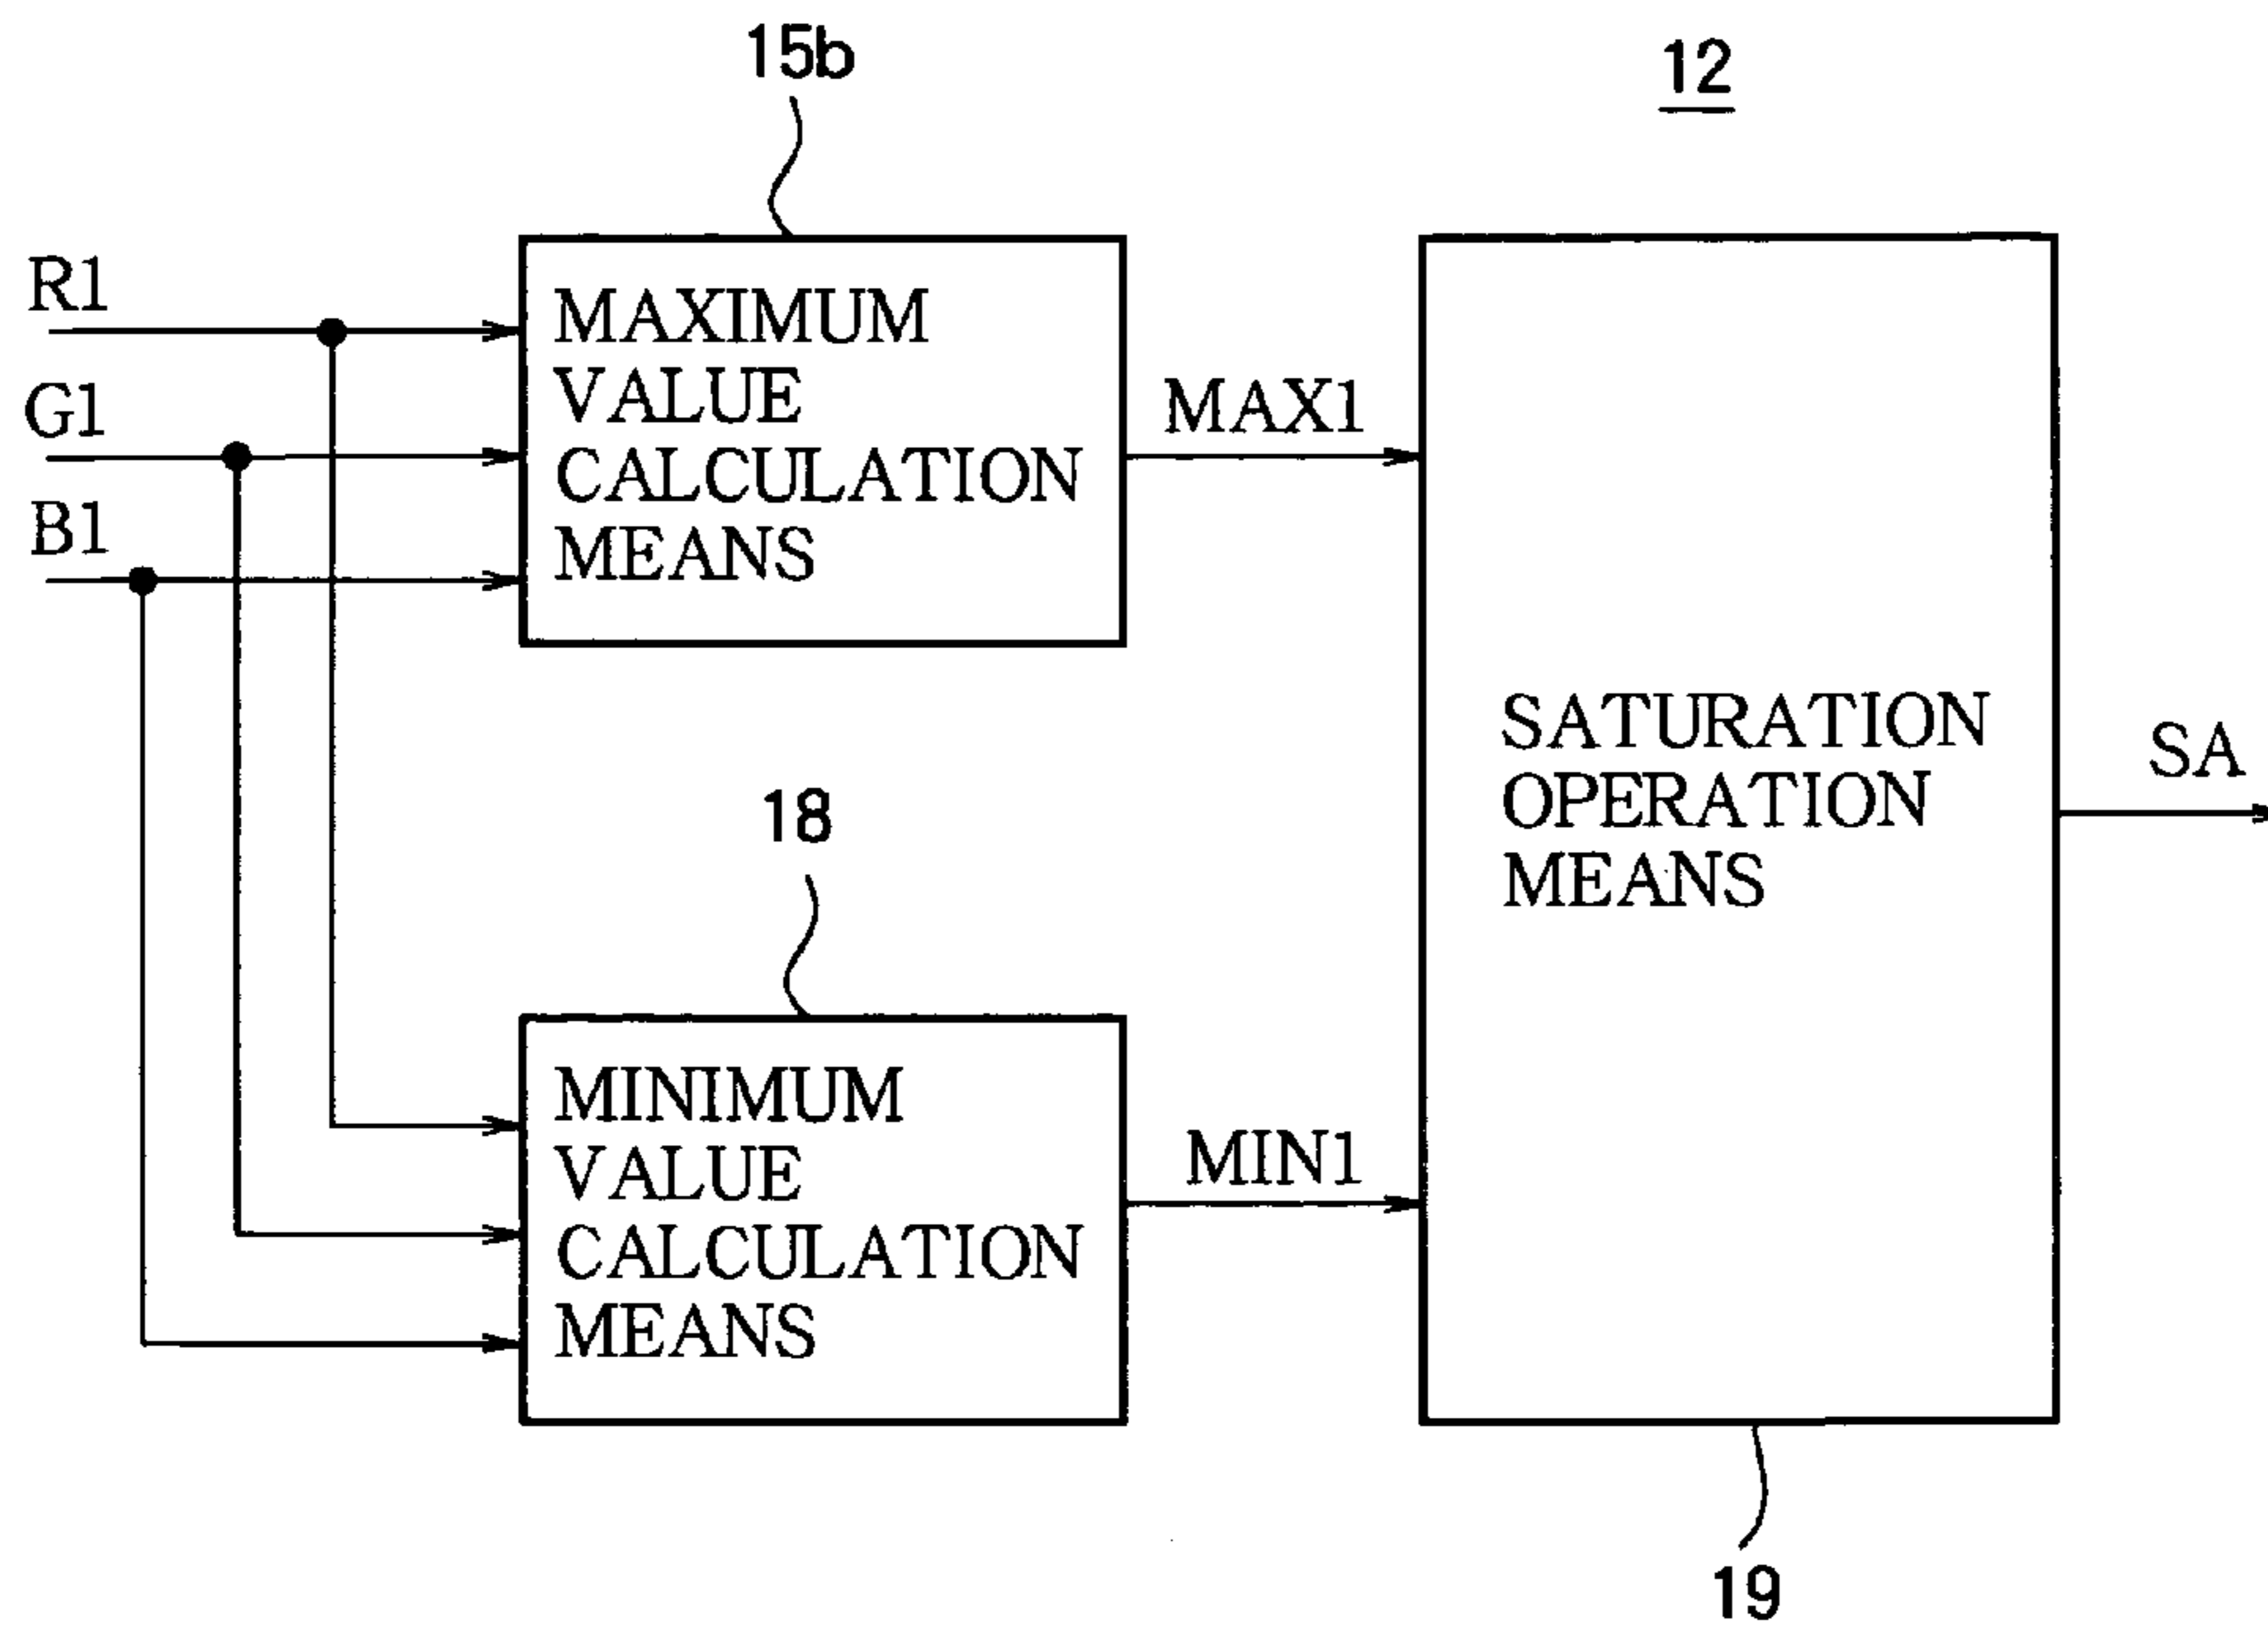 15b
12
R1
G1
B1
MAXIMUM
VALUE
CALCULATION
MEANS
MAX1
SATURATION
OPERATION
MEANS
SA
18
MINIMUM
VALUE
CALCULATION
MEANS
MIN1
19